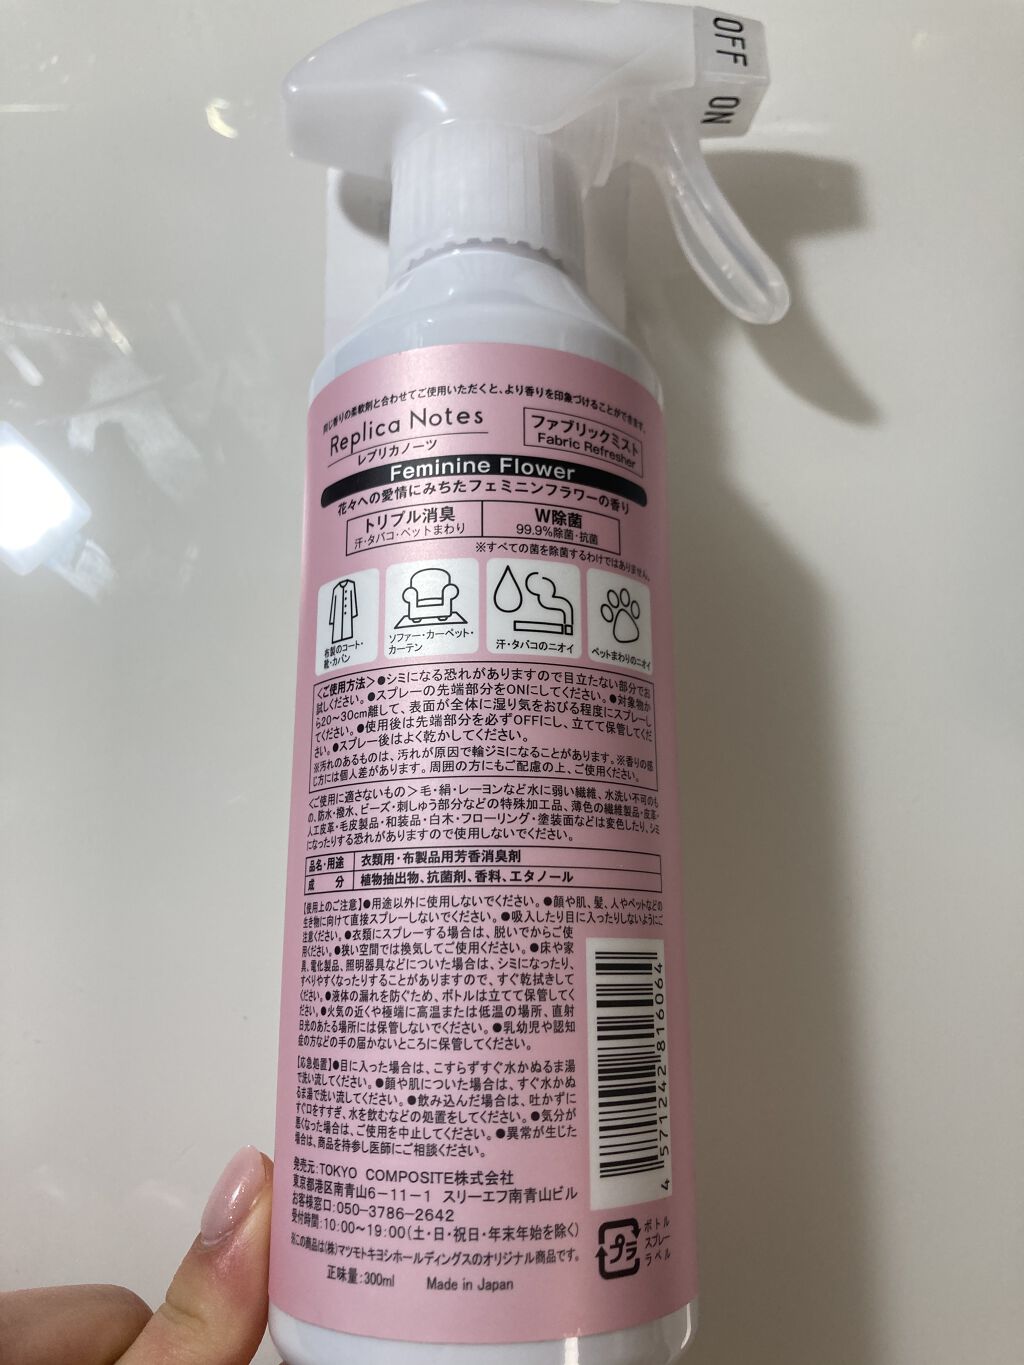 OFF
ON
同じ香りの柔軟剤と合わせてご使用いただくと、より香りを印象づけることができます。
Replica Notes
レプリカノーツ
ファブリックミスト
Fabric Refresher
Feminine Flower
花々への愛情にみちたフェミニンフラワーの香り
トリプル消臭
汗・タバコ・ペットまわり
W除菌
99.9%除菌・抗菌
※すべての菌を除菌するわけではありません。
布製のコート・
靴・カバン
ソファー・カーペット・
カーテン
汗・タバコのニオイ
ペットまわりのニオイ
<ご使用方法>●シミになる恐れがありますので目立たない部分でお
試しください。●スプレーの先端部分をONにしてください。●対象物か
ら20~30cm離して、表面が全体に湿り気をおびる程度にスプレーし
てください。●使用後は先端部分を必ずOFFにし、立てて保管してくだ
さい。●スプレー後はよく乾かしてください。
※汚れのあるものは、汚れが原因で輪ジミになることがあります。※香りの感
じ方には個人差があります。周囲の方にもご配慮の上、ご使用ください。
<ご使用に適さないもの>毛・絹・レーヨンなど水に弱い繊維、水洗い不可のも
の、防水・撥水、ビーズ・刺しゅう部分などの特殊加工品、薄色の繊維製品・皮革・
人工皮革・毛皮製品・和装品・白木・フローリング・塗装面などは変色したり、シミ
になったりする恐れがありますので使用しないでください。
品名・用途 衣類用・布製品用芳香消臭剤
成 分 植物抽出物、抗菌剤、香料、エタノール
【使用上のご注意】●用途以外に使用しないでください。●顔や肌、髪、人やペットなどの
生き物に向けて直接スプレーしないでください。●吸入したり目に入ったりしないようにご
注意ください。●衣類にスプレーする場合は、脱いでからご使
用ください。●狭い空間では換気してご使用ください。●床や家
具、電化製品、照明器具などについた場合は、シミになったり、
すべりやすくなったりすることがありますので、すぐ乾拭きして
ください。●液体の漏れを防ぐため、ボトルは立てて保管してく
ださい。●火気の近くや極端に高温または低温の場所、直射
日光のあたる場所には保管しないでください。●乳幼児や認知
症の方などの手の届かないところに保管してください。
【応急処置】●目に入った場合は、こすらずすぐ水かぬるま湯
で洗い流してください。●顔や肌についた場合は、すぐ水かぬ
るま湯で洗い流してください。●飲み込んだ場合は、吐かずに
すぐ口をすすぎ、水を飲むなどの処置をしてください。●気分が
悪くなった場合は、ご使用を中止してください。●異常が生じた
場合は、商品を持参し医師にご相談ください。
4571242816064
発売元:TOKYO COMPOSITE株式会社
東京都港区南青山6-11-1 スリーエフ南青山ビル
お客様窓口:050-3786-2642
受付時間:10:00~19:00(土・日・祝日・年末年始を除く)
※この商品は(株)マツモトキヨシホールディングスのオリジナル商品です。
正味量:300ml Made in Japan
プラ
ボトル
スプレー
ラベル